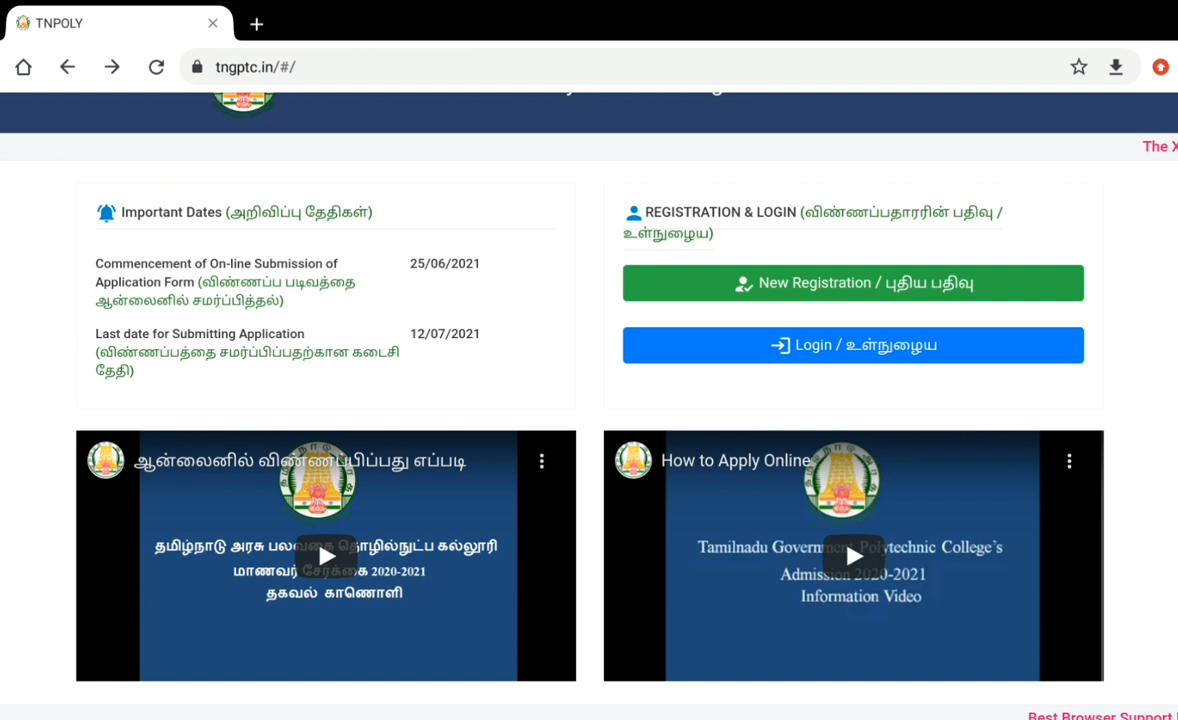 TNPOLY
tngptc.in/#/
The X
Important Dates (அறிவிப்பு தேதிகள்)
Commencement of On-line Submission of
Application Form (விண்ணப்ப படிவத்தை
ஆன்லைனில் சமர்ப்பித்தல்)
25/06/2021
Last date for Submitting Application
(விண்ணப்பத்தை சமர்ப்பிப்பதற்கான கடைசி
தேதி)
12/07/2021
REGISTRATION & LOGIN (விண்ணப்பதாரரின் பதிவு /
உள்நுழைய)
New Registration / புதிய பதிவு
Login / உள்நுழைய
ஆன்லைனில் விண்ணப்பிப்பது எப்படி
தமிழ்நாடு அரசு பலவகை தொழில்நுட்ப கல்லூரி
மாணவர் சேர்க்கை 2020-2021
தகவல் காணொளி
How to Apply Online
Tamilnadu Government Polytechnic College's
Admission 2020-2021
Information Video
Best Browser Support